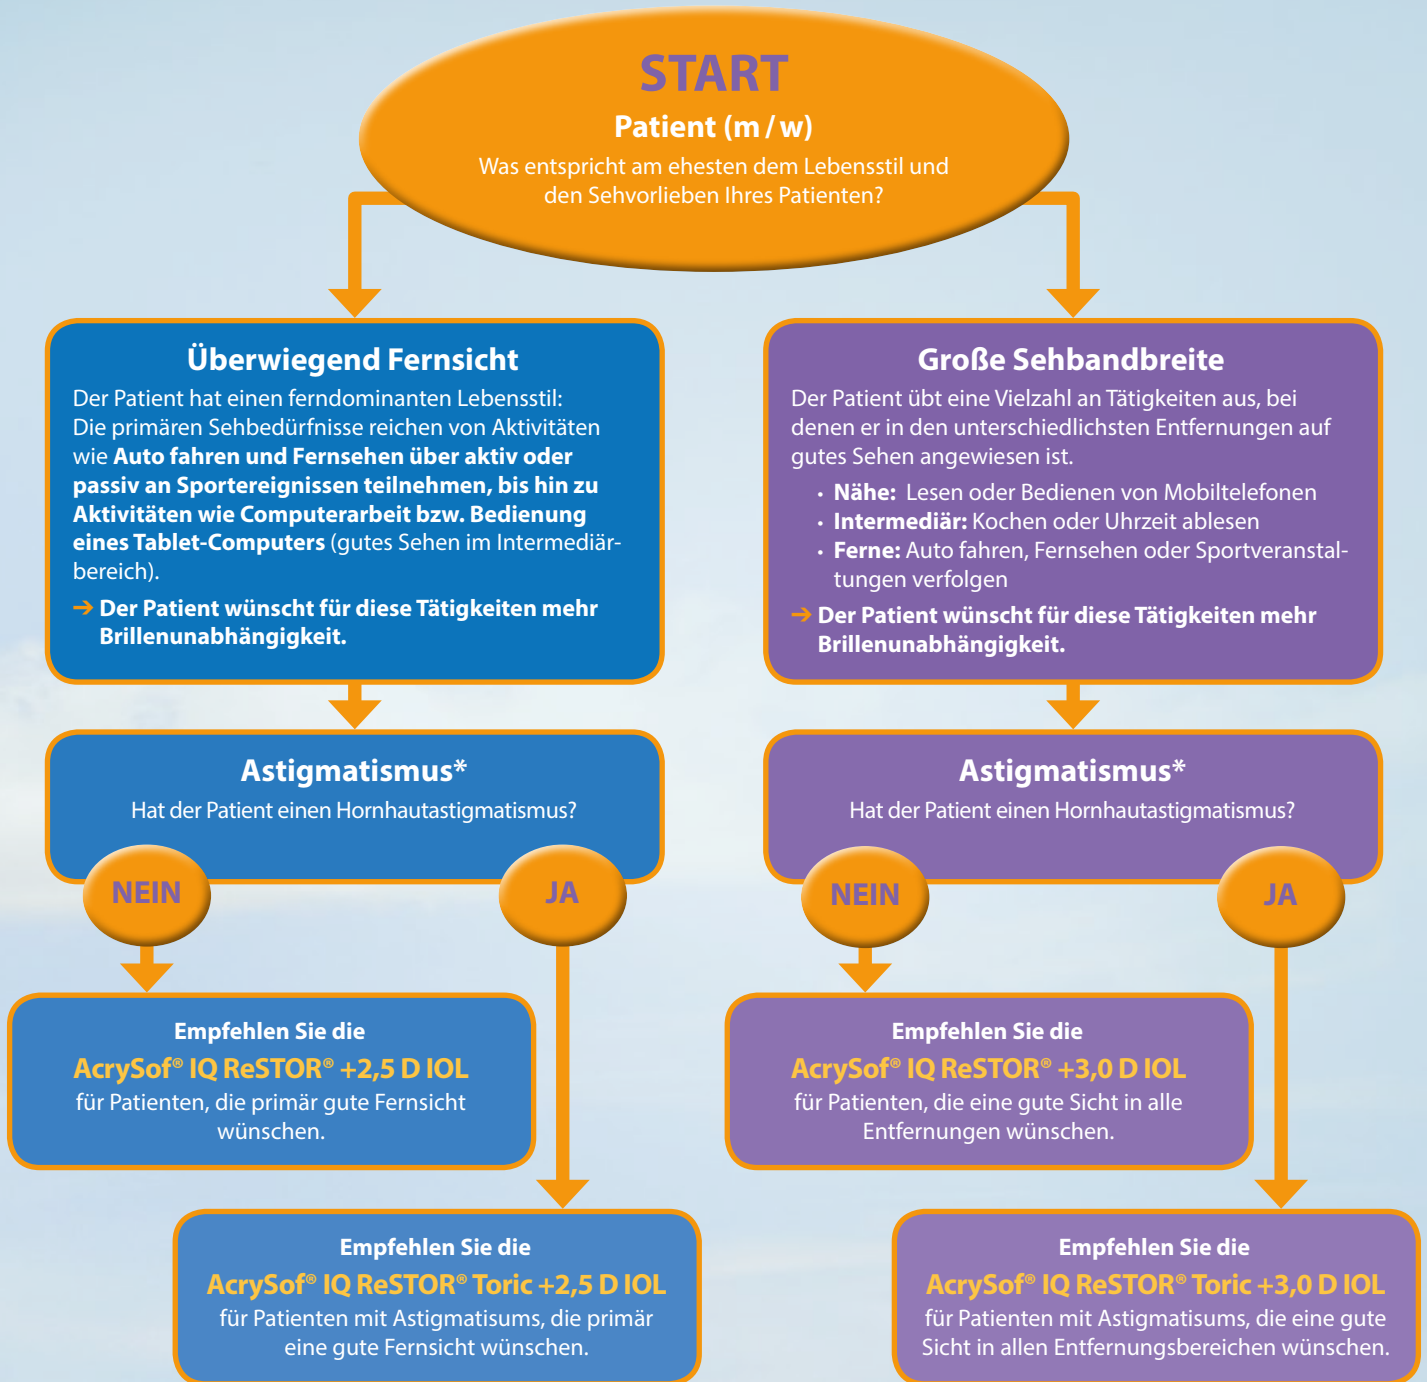 START
Patient (m / w)
Was entspricht am ehesten dem Lebensstil und
den Sehvorlieben Ihres Patienten?
Überwiegend Fernsicht
Der Patient hat einen ferndominanten Lebensstil:
Die primären Sehbedürfnisse reichen von Aktivitäten
wie Auto fahren und Fernsehen über aktiv oder
passiv an Sportereignissen teilnehmen, bis hin zu
Aktivitäten wie Computerarbeit bzw. Bedienung
eines Tablet-Computers (gutes Sehen im Intermediär-
bereich).
➔ Der Patient wünscht für diese Tätigkeiten mehr
Brillenunabhängigkeit.
Astigmatismus*
Hat der Patient einen Hornhautastigmatismus?
NEIN
JA
Empfehlen Sie die
AcrySof® IQ ReSTOR® +2,5 D IOL
für Patienten, die primär gute Fernsicht
wünschen.
Empfehlen Sie die
AcrySof® IQ ReSTOR® Toric +2,5 D IOL
für Patienten mit Astigmatisums, die primär
eine gute Fernsicht wünschen.
Große Sehbandbreite
Der Patient übt eine Vielzahl an Tätigkeiten aus, bei
denen er in den unterschiedlichsten Entfernungen auf
gutes Sehen angewiesen ist.
• Nähe: Lesen oder Bedienen von Mobiltelefonen
• Intermediär: Kochen oder Uhrzeit ablesen
• Ferne: Auto fahren, Fernsehen oder Sportveranstal-
tungen verfolgen
➔ Der Patient wünscht für diese Tätigkeiten mehr
Brillenunabhängigkeit.
Astigmatismus*
Hat der Patient einen Hornhautastigmatismus?
NEIN
JA
Empfehlen Sie die
AcrySof® IQ ReSTOR® +3,0 D IOL
für Patienten, die eine gute Sicht in alle
Entfernungen wünschen.
Empfehlen Sie die
AcrySof® IQ ReSTOR® Toric +3,0 D IOL
für Patienten mit Astigmatisums, die eine gute
Sicht in allen Entfernungsbereichen wünschen.